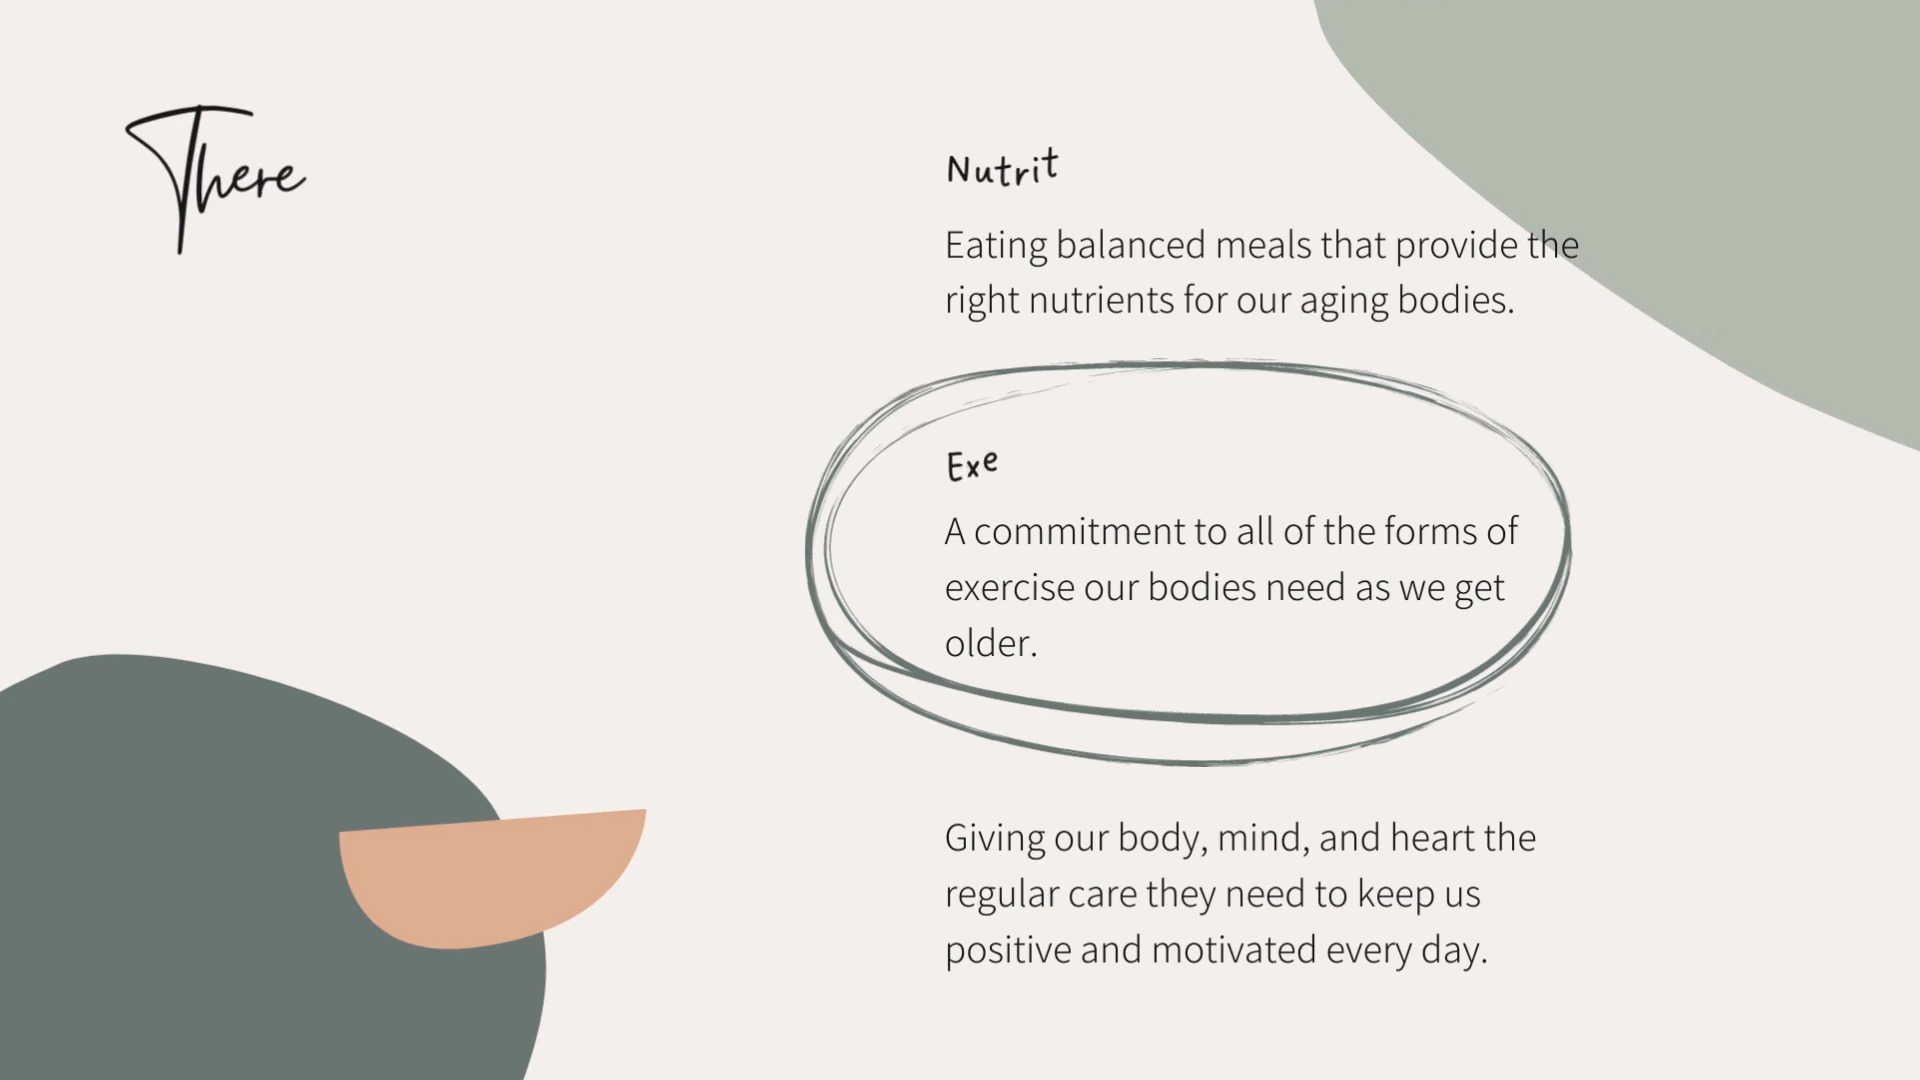 There
Nutrit
Eating balanced meals that provide the
right nutrients for our aging bodies.
Exe
A commitment to all of the forms of
exercise our bodies need as we get
older.
Giving our body, mind, and heart the
regular care they need to keep us
positive and motivated every day.